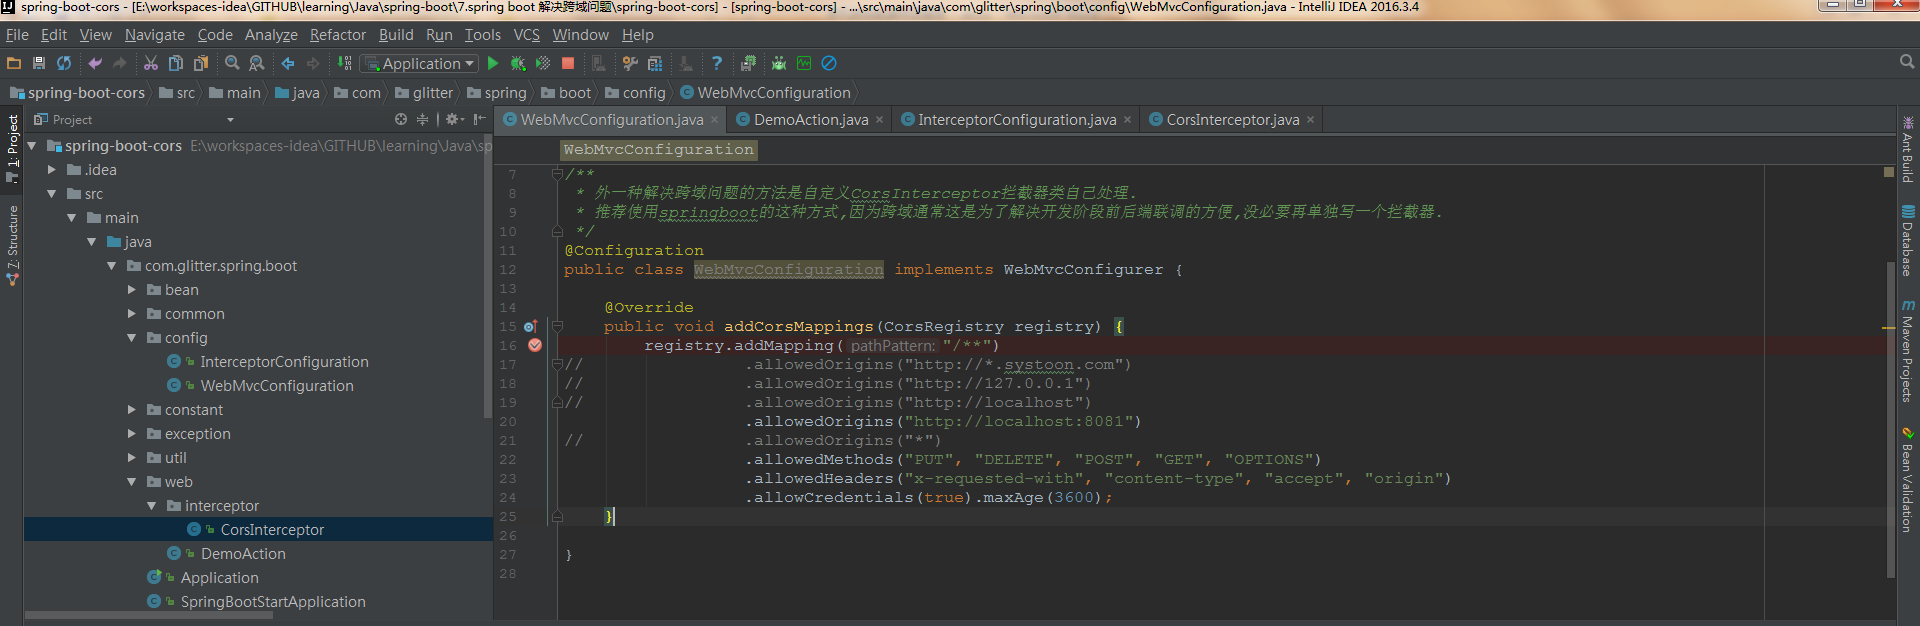 spring-boot-cors - [E:\workspaces-idea\GITHUB\learning\Java\spring-boot\7.spring boot 解决跨域问题\spring-boot-cors] - [spring-boot-cors] - ...\src\main\java\com\glitter\spring\boot\config\WebMvcConfiguration.java - IntelliJ IDEA 2016.3.4
File Edit View Navigate Code Analyze Refactor Build Run Tools VCS Window Help
Application
spring-boot-cors src main java com glitter spring boot config WebMvcConfiguration
Project
WebMvcConfiguration.java DemoAction.java InterceptorConfiguration.java CorsInterceptor.java
1: Project
7: Structure
spring-boot-cors E:\workspaces-idea\GITHUB\learning\Java\sp
.idea
src
main
java
com.glitter.spring.boot
bean
common
config
InterceptorConfiguration
WebMvcConfiguration
constant
exception
util
web
interceptor
CorsInterceptor
DemoAction
Application
SpringBootStartApplication
WebMvcConfiguration
7 /**
8 * 外一种解决跨域问题的方法是自定义CorsInterceptor拦截器类自己处理.
9 * 推荐使用springboot的这种方式,因为跨域通常这是为了解决开发阶段前后端联调的方便,没必要再单独写一个拦截器.
10 */
11 @Configuration
12 public class WebMvcConfiguration implements WebMvcConfigurer {
13
14 @Override
15 public void addCorsMappings(CorsRegistry registry) {
16 registry.addMapping( pathPattern: "/**")
17 // .allowedOrigins("http://*.systoon.com")
18 // .allowedOrigins("http://127.0.0.1")
19 // .allowedOrigins("http://localhost")
20 .allowedOrigins("http://localhost:8081")
21 // .allowedOrigins("*")
22 .allowedMethods("PUT", "DELETE", "POST", "GET", "OPTIONS")
23 .allowedHeaders("x-requested-with", "content-type", "accept", "origin")
24 .allowCredentials(true).maxAge(3600);
25 }
26
27 }
28
Ant Build
Database
Maven Projects
Bean Validation